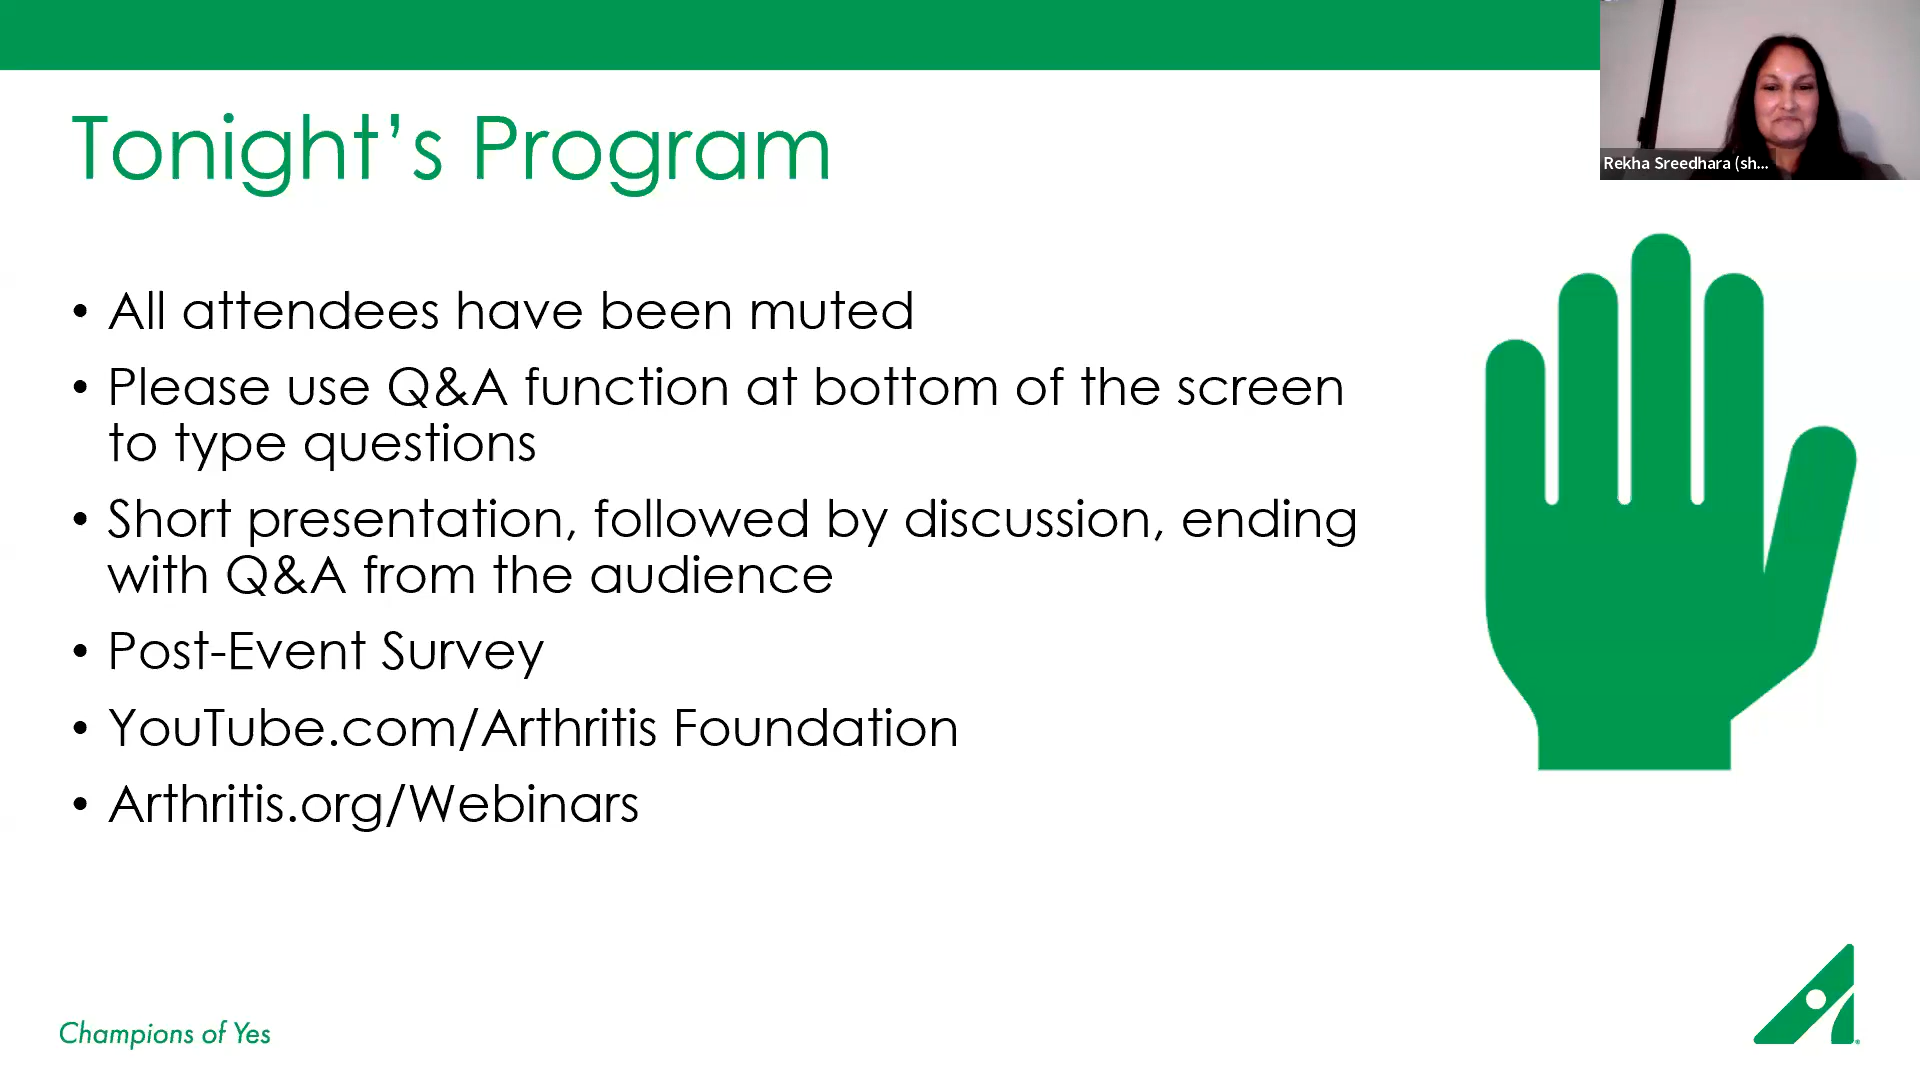 Tonight's Program
Rekha Sreedhara (sh...
• All attendees have been muted
• Please use Q&A function at bottom of the screen
to type questions
• Short presentation, followed by discussion, ending
with Q&A from the audience
• Post-Event Survey
• YouTube.com/Arthritis Foundation
• Arthritis.org/Webinars
Champions of Yes